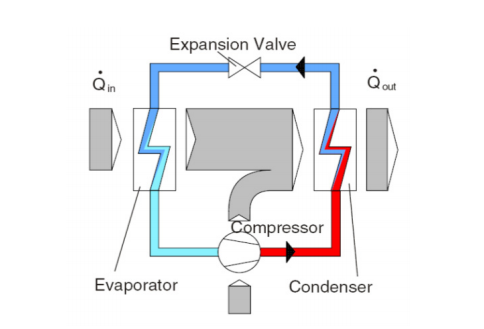 Expansion Valve
Q̇in
Q̇out
Compressor
Evaporator
Condenser